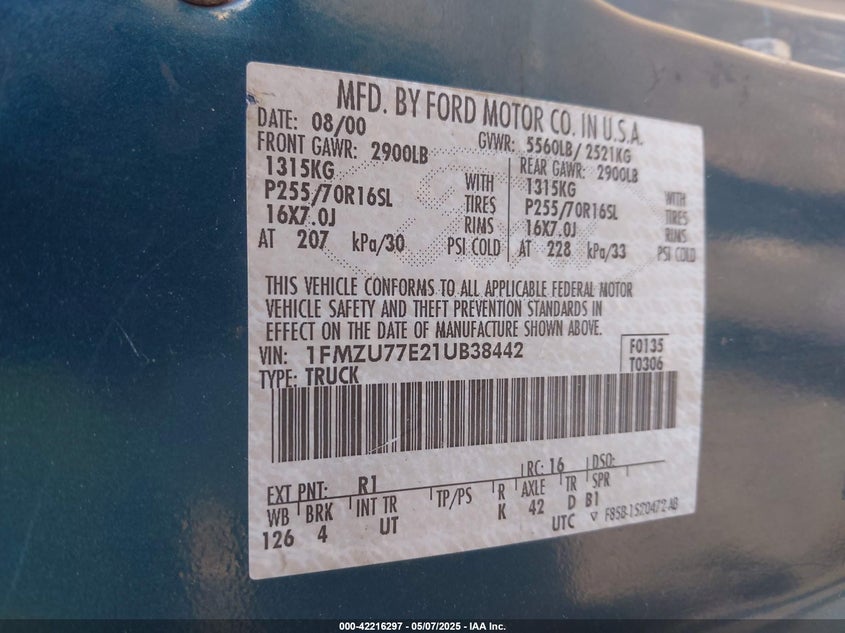 MFD. BY FORD MOTOR CO. IN U.S.A.
DATE: 08/00 GVWR: 5560LB/2521KG
FRONT GAWR: 2900LB REAR GAWR: 2900LB
1315KG WITH 1315KG WITH
P255/70R16SL TIRES P255/70R16SL TIRES
16X7.0J RIMS 16X7.0J RIMS
AT 207 kPa/30 PSI COLD AT 228 kPa/33 PSI COLD
THIS VEHICLE CONFORMS TO ALL APPLICABLE FEDERAL MOTOR
VEHICLE SAFETY AND THEFT PREVENTION STANDARDS IN
EFFECT ON THE DATE OF MANUFACTURE SHOWN ABOVE.
VIN: 1FMZU77E21UB38442 F0135
TYPE: TRUCK T0306
EXT PNT: R1 RC: 16 DSO:
WB BRK INT TR TP/PS R AXLE TR SPR
126 4 UT K 42 D B1
UTC
000-42216297 - 05/07/2025 - IAA Inc.